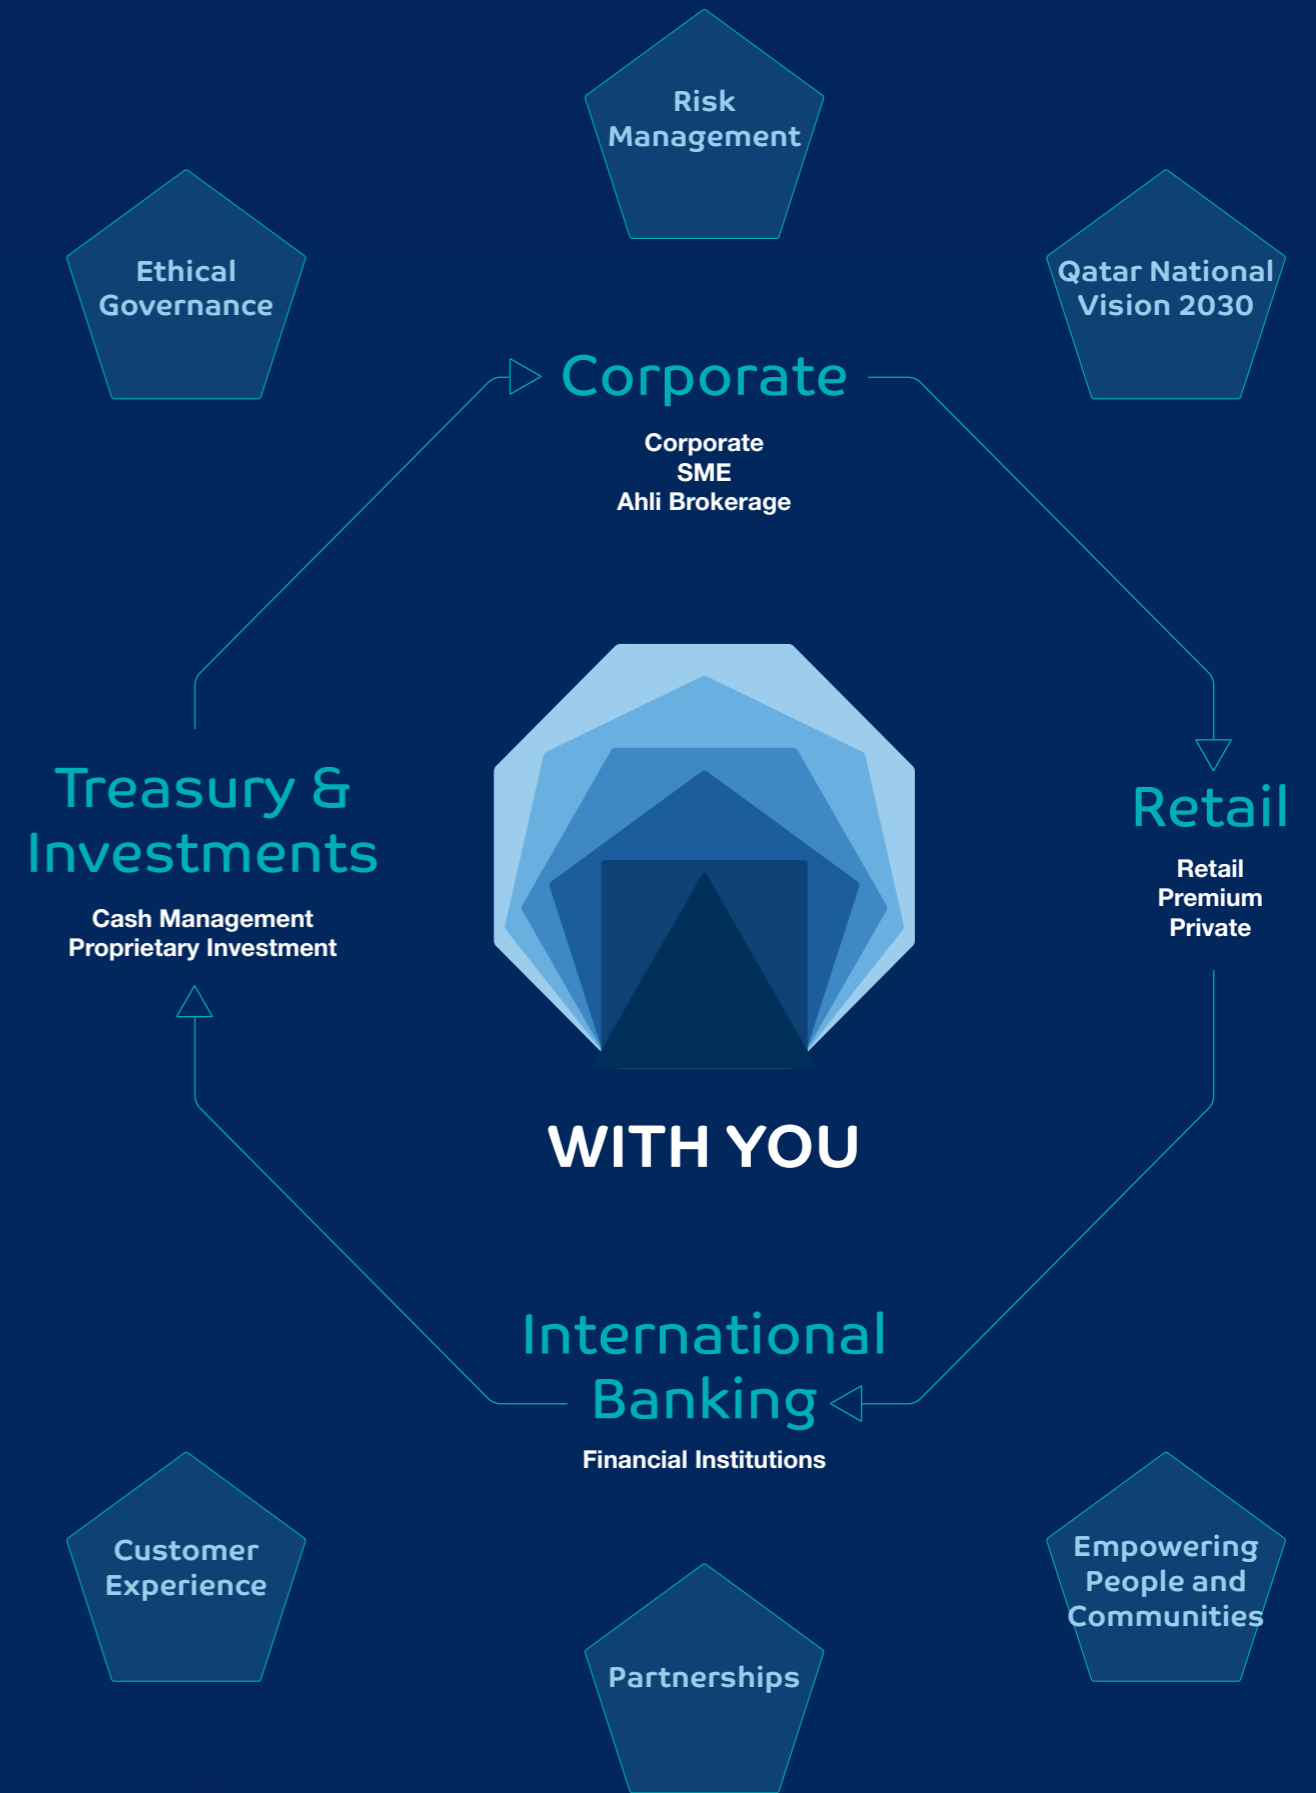 Risk
Management
Ethical
Governance
Qatar National
Vision 2030
Corporate
Corporate
SME
Ahli Brokerage
Treasury &
Investments
Cash Management
Proprietary Investment
Retail
Retail
Premium
Private
WITH YOU
International
Banking
Financial Institutions
Customer
Experience
Empowering
People and
Communities
Partnerships